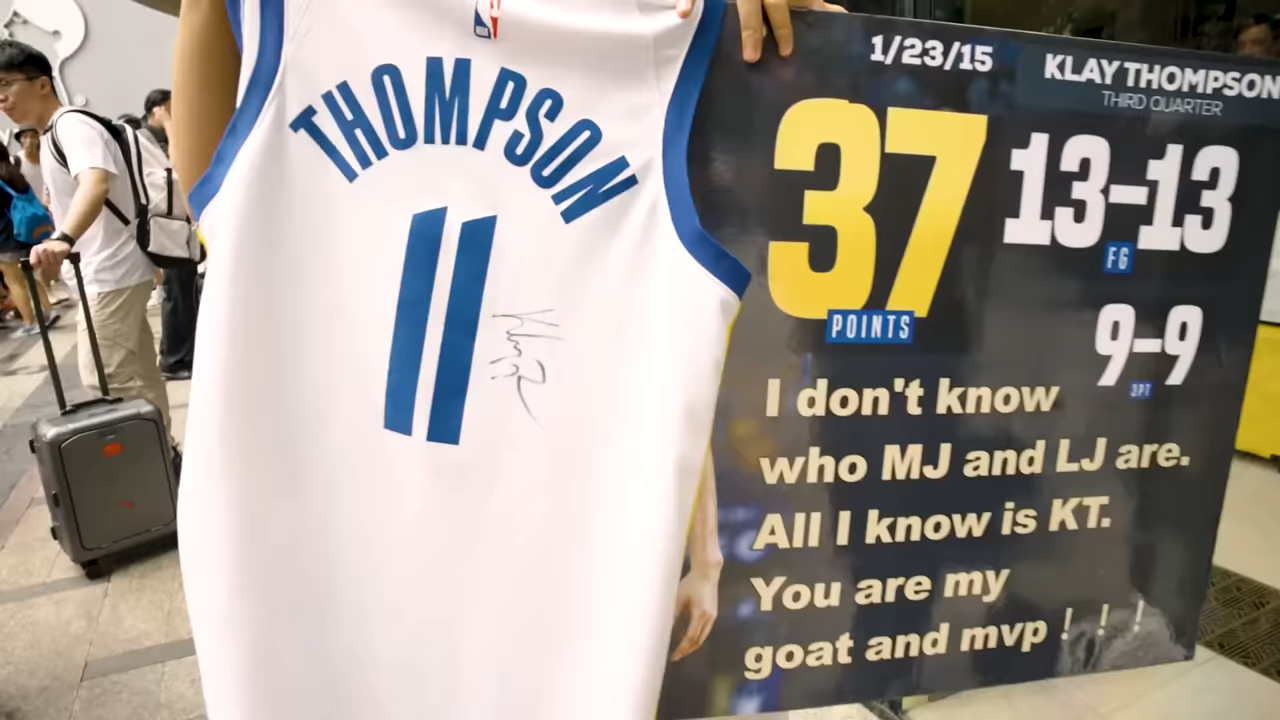 THOMPSON
11
1/23/15
KLAY THOMPSON
THIRD QUARTER
37
POINTS
13-13
FG
9-9
3PT
I don't know
who MJ and LJ are.
All I know is KT.
You are my
goat and mvp！！！